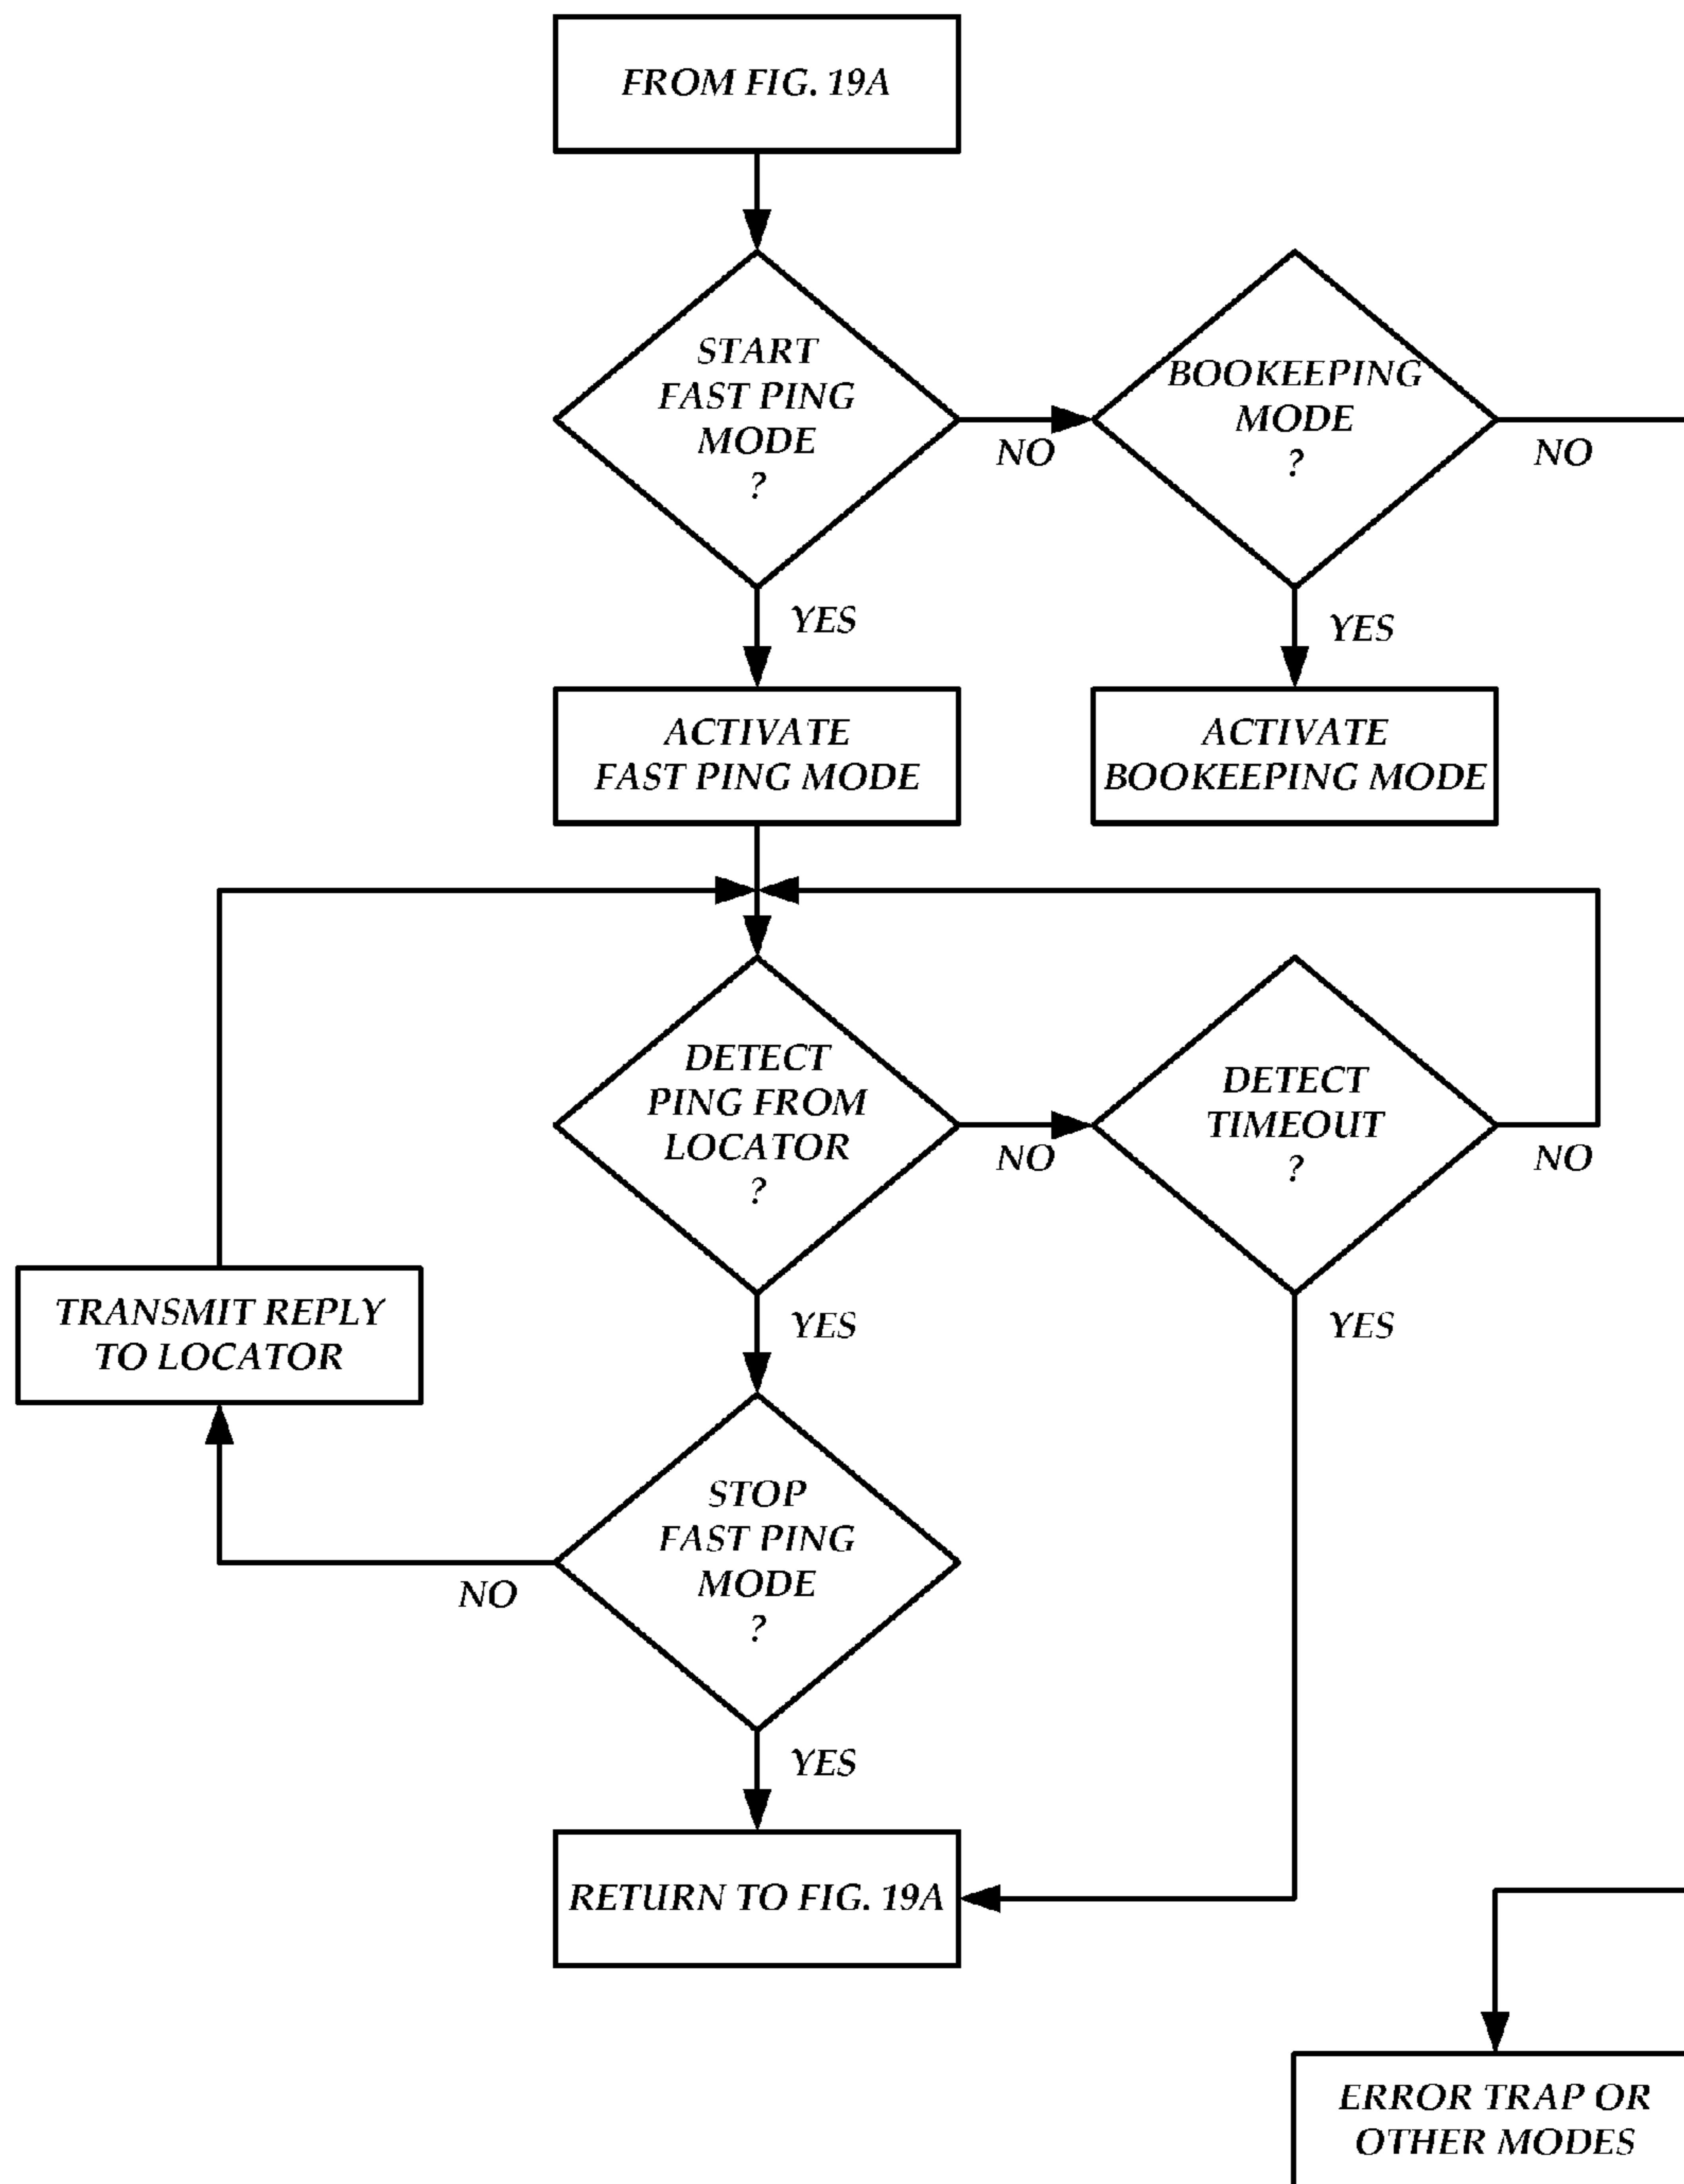 FROM FIG. 19A
START
FAST PING
MODE
?
NO
BOOKEEPING
MODE
?
NO
YES
YES
ACTIVATE
FAST PING MODE
ACTIVATE
BOOKEEPING MODE
DETECT
PING FROM
LOCATOR
?
NO
DETECT
TIMEOUT
?
NO
TRANSMIT REPLY
TO LOCATOR
YES
YES
STOP
FAST PING
MODE
?
NO
YES
RETURN TO FIG. 19A
ERROR TRAP OR
OTHER MODES